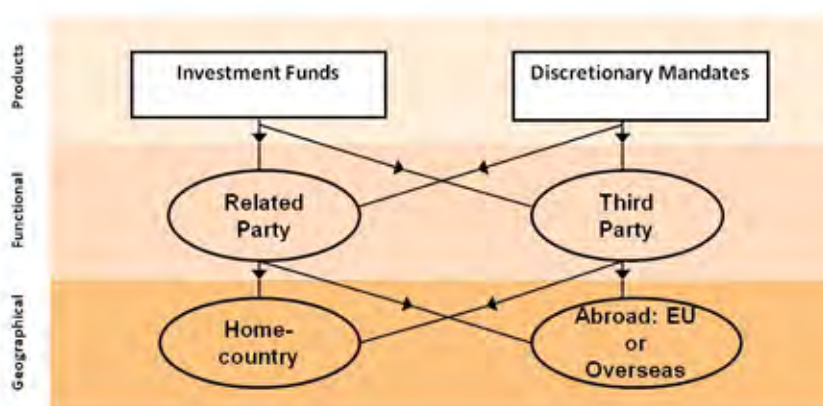 Products
Investment Funds
Discretionary Mandates
Functional
Related
Party
Third
Party
Geographical
Home-
country
Abroad: EU
or
Overseas